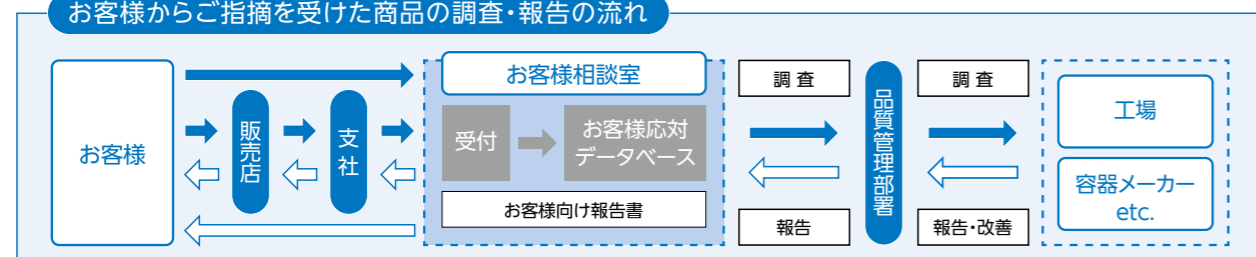 お客様からご指摘を受けた商品の調査・報告の流れ
お客様
販売店
支社
お客様相談室
受付
お客様応対
データベース
お客様向け報告書
調査
報告
品質管理部署
調査
報告・改善
工場
容器メーカー
etc.